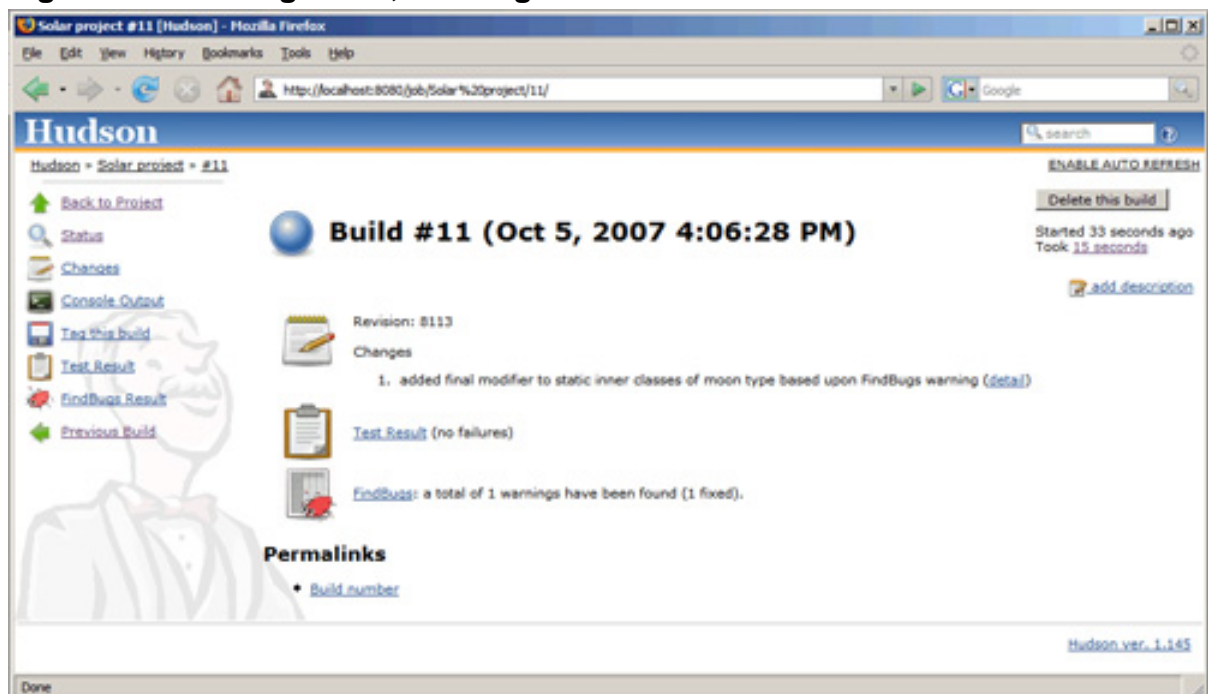 Solar project #11 [Hudson] - Mozilla Firefox
File Edit View History Bookmarks Tools Help
http://localhost:8080/job/Solar%20project/11/
Google
Hudson
search
Hudson » Solar project » #11
ENABLE AUTO REFRESH
Back to Project
Status
Changes
Console Output
Tag this build
Test Result
FindBugs Result
Previous Build
Build #11 (Oct 5, 2007 4:06:28 PM)
Delete this build
Started 33 seconds ago
Took 15 seconds
add description
Revision: 8113
Changes
1. added final modifier to static inner classes of moon type based upon FindBugs warning (detail)
Test Result (no failures)
FindBugs: a total of 1 warnings have been found (1 fixed).
Permalinks
• Build number
Hudson ver. 1.145
Done